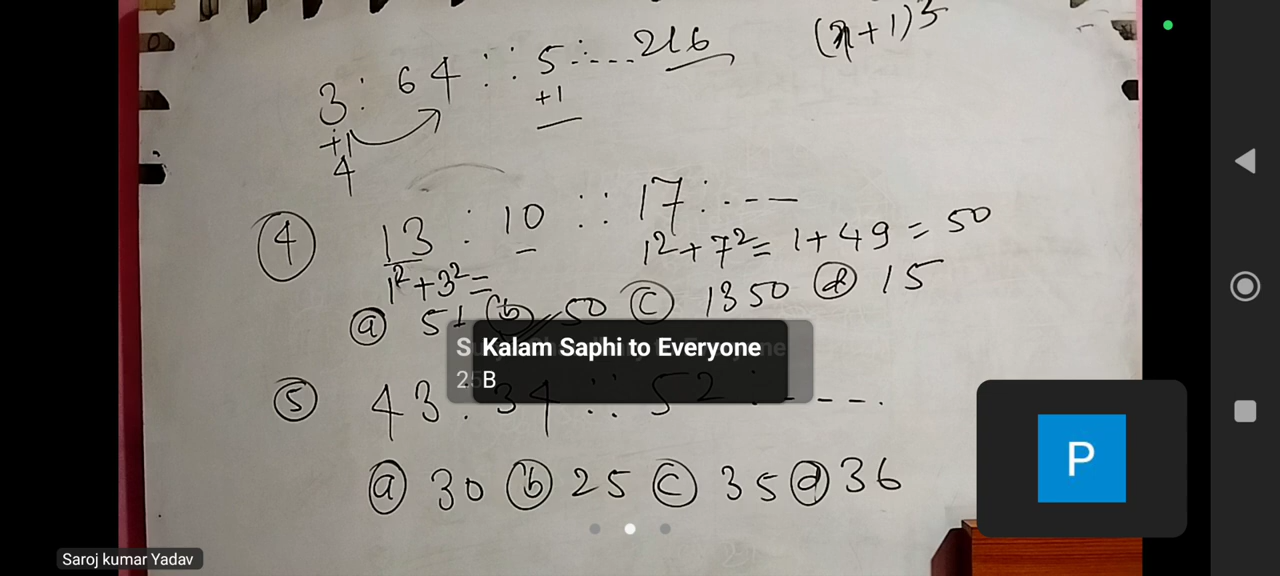 3 : 64 :: 5 : .... 216 (x+1)³
+1 +1
4
④ 13 : 10 :: 17 : ----
1²+3²= 1²+7²= 1+49 = 50
ⓐ 51 ⓑ 50 ⓒ 1350 ⓓ 15
Kalam Saphi to Everyone
B
⑤ 43 : 34 :: 52 : ----.
ⓐ 30 ⓑ 25 ⓒ 35 ⓓ 36
P
Saroj kumar Yadav